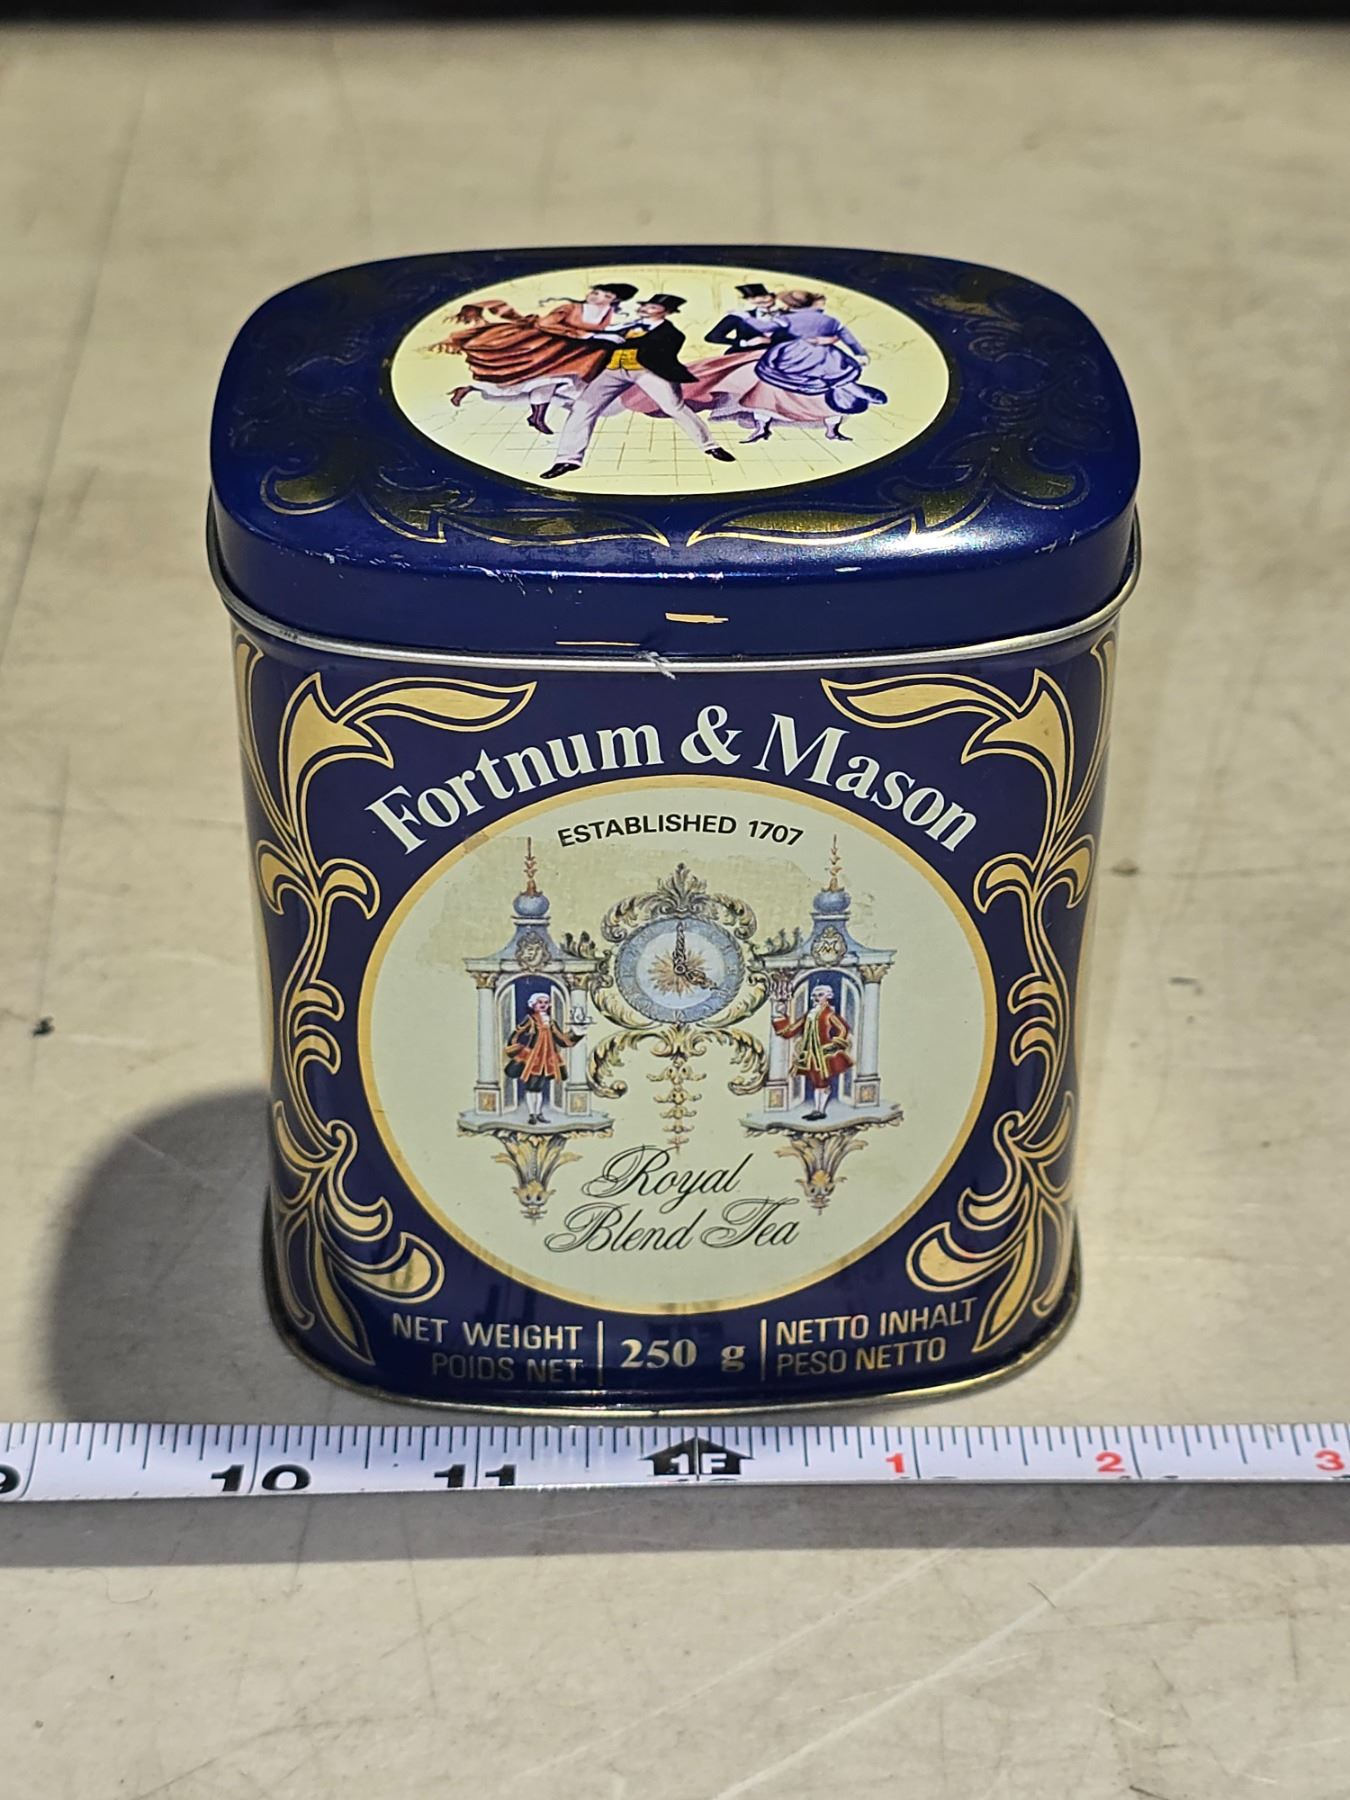 Fortnum & Mason
ESTABLISHED 1707
Royal
Blend Tea
NET WEIGHT
POIDS NET.
250 g
NETTO INHALT
PESO NETTO
9 10 11 1F 1 2 3